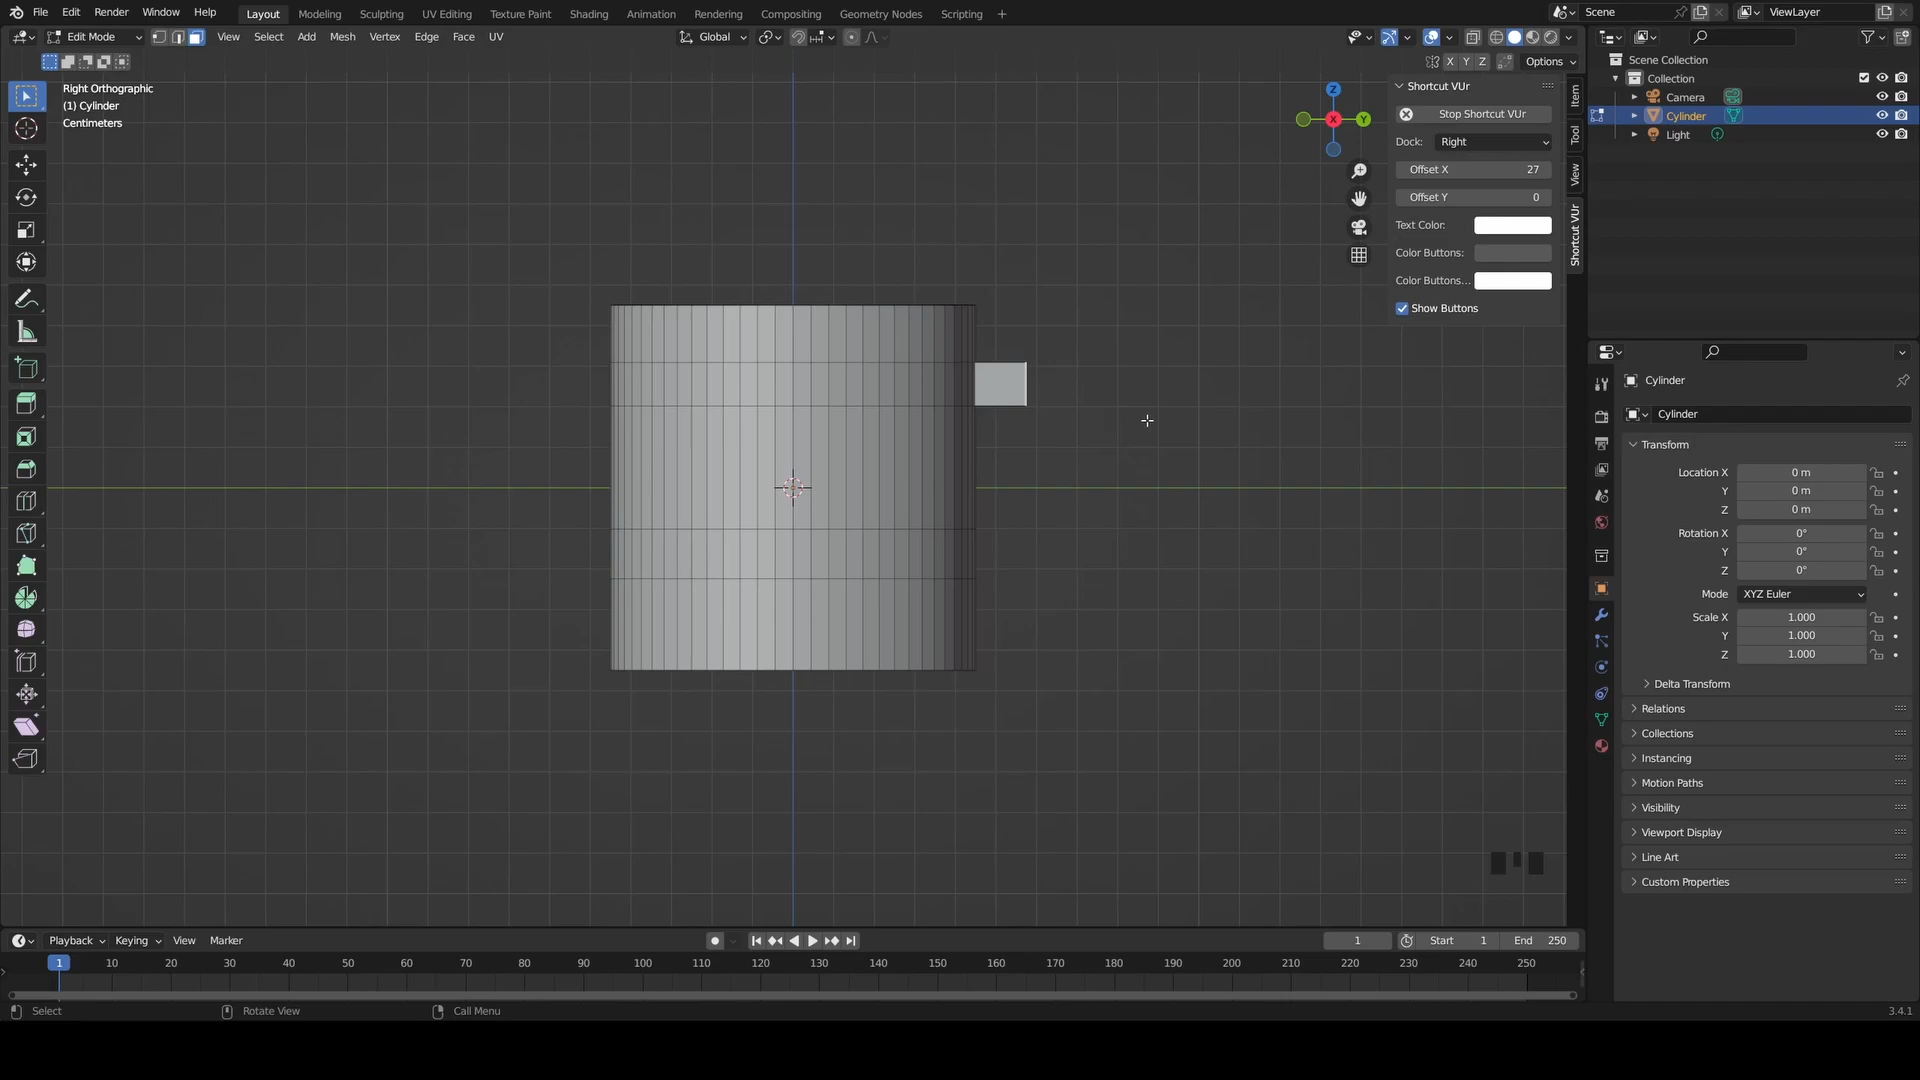 File Edit Render Window Help Layout Modeling Sculpting UV Editing Texture Paint Shading Animation Rendering Compositing Geometry Nodes Scripting + Scene ViewLayer
Edit Mode View Select Add Mesh Vertex Edge Face UV Global
X Y Z Options
Right Orthographic
(1) Cylinder
Centimeters
Z
X Y
Shortcut VUr
Stop Shortcut VUr
Dock: Right
Offset X 27
Offset Y 0
Text Color:
Color Buttons:
Color Buttons...
Show Buttons
Item
Tool
View
Shortcut VUr
Scene Collection
Collection
Camera
Cylinder
Light
Cylinder
Cylinder
Transform
Location X 0 m
Y 0 m
Z 0 m
Rotation X 0°
Y 0°
Z 0°
Mode XYZ Euler
Scale X 1.000
Y 1.000
Z 1.000
Delta Transform
Relations
Collections
Instancing
Motion Paths
Visibility
Viewport Display
Line Art
Custom Properties
Playback Keying View Marker 1 Start 1 End 250
1 10 20 30 40 50 60 70 80 90 100 110 120 130 140 150 160 170 180 190 200 210 220 230 240 250
Select Rotate View Call Menu 3.4.1